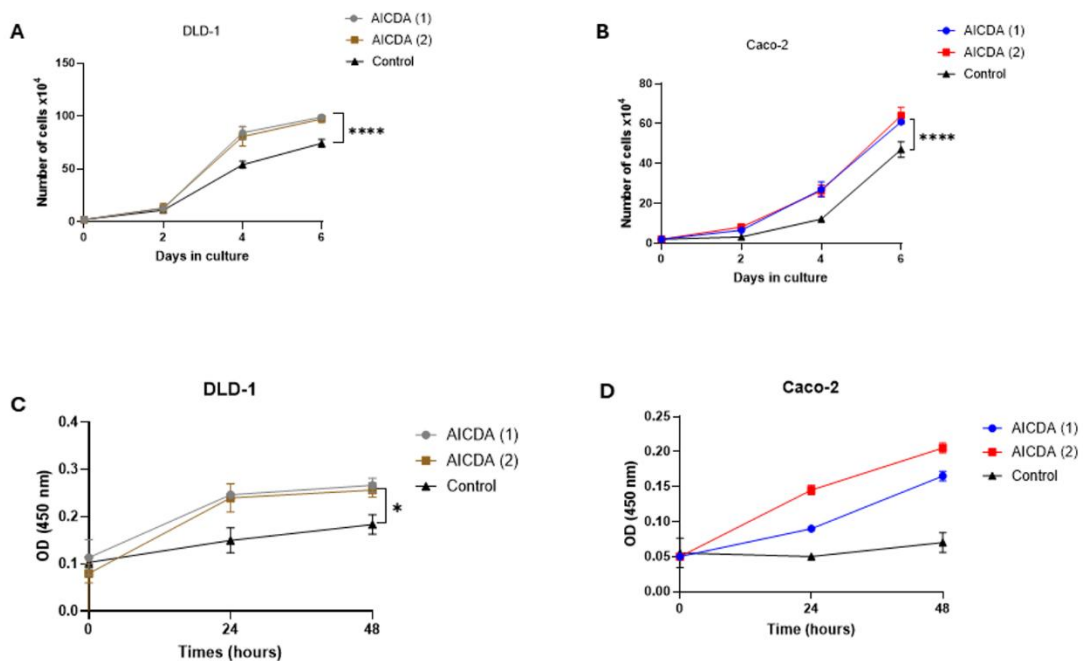 A
DLD-1
AICDA (1)
AICDA (2)
Control
Number of cells x10⁴
150
100
50
0
0 2 4 6
Days in culture
****
B
Caco-2
AICDA (1)
AICDA (2)
Control
Number of cells x10⁴
80
60
40
20
0
0 2 4 6
Days in culture
****
C
DLD-1
AICDA (1)
AICDA (2)
Control
OD (450 nm)
0.4
0.3
0.2
0.1
0.0
0 24 48
Times (hours)
*
D
Caco-2
AICDA (1)
AICDA (2)
Control
OD (450 nm)
0.25
0.20
0.15
0.10
0.05
0.00
0 24 48
Time (hours)